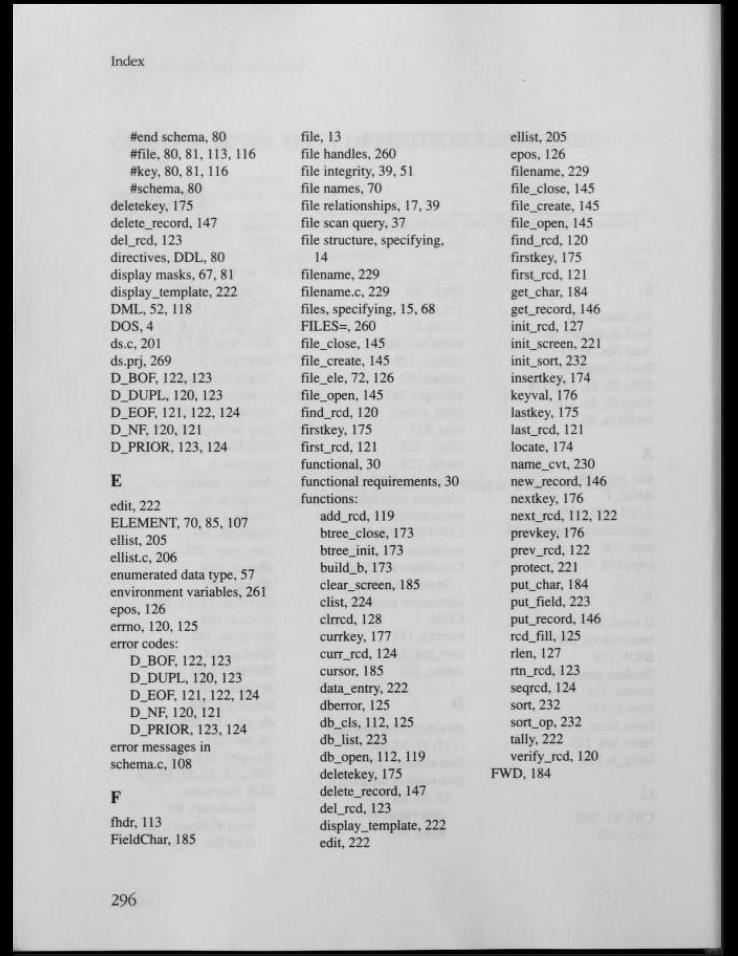 Index
#end schema, 80
#file, 80, 81, 113, 116
#key, 80, 81, 116
#schema, 80
deletekey, 175
delete_record, 147
del_rcd, 123
directives, DDL, 80
display masks, 67, 81
display_template, 222
DML, 52, 118
DOS, 4
ds.c, 201
ds.prj, 269
D_BOF, 122, 123
D_DUPL, 120, 123
D_EOF, 121, 122, 124
D_NF, 120, 121
D_PRIOR, 123, 124
E
edit, 222
ELEMENT, 70, 85, 107
ellist, 205
ellist.c, 206
enumerated data type, 57
environment variables, 261
epos, 126
errno, 120, 125
error codes:
D_BOF, 122, 123
D_DUPL, 120, 123
D_EOF, 121, 122, 124
D_NF, 120, 121
D_PRIOR, 123, 124
error messages in
schema.c, 108
F
fhdr, 113
FieldChar, 185
file, 13
file handles, 260
file integrity, 39, 51
file names, 70
file relationships, 17, 39
file scan query, 37
file structure, specifying,
14
filename, 229
filename.c, 229
files, specifying, 15, 68
FILES=, 260
file_close, 145
file_create, 145
file_ele, 72, 126
file_open, 145
find_rcd, 120
firstkey, 175
first_rcd, 121
functional, 30
functional requirements, 30
functions:
add_rcd, 119
btree_close, 173
btree_init, 173
build_b, 173
clear_screen, 185
clist, 224
clrrcd, 128
currkey, 177
curr_rcd, 124
cursor, 185
data_entry, 222
dberror, 125
db_cls, 112, 125
db_list, 223
db_open, 112, 119
deletekey, 175
delete_record, 147
del_rcd, 123
display_template, 222
edit, 222
ellist, 205
epos, 126
filename, 229
file_close, 145
file_create, 145
file_open, 145
find_rcd, 120
firstkey, 175
first_rcd, 121
get_char, 184
get_record, 146
init_rcd, 127
init_screen, 221
init_sort, 232
insertkey, 174
keyval, 176
lastkey, 175
last_rcd, 121
locate, 174
name_cvt, 230
new_record, 146
nextkey, 176
next_rcd, 112, 122
prevkey, 176
prev_rcd, 122
protect, 221
put_char, 184
put_field, 223
put_record, 146
rcd_fill, 125
rlen, 127
rtn_rcd, 123
seqrcd, 124
sort, 232
sort_op, 232
tally, 222
verify_rcd, 120
FWD, 184
296